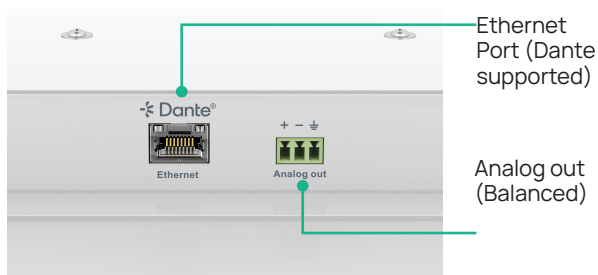 Ethernet
Port (Dante
supported)
Dante®
+ - ⏚
Ethernet
Analog out
Analog out
(Balanced)